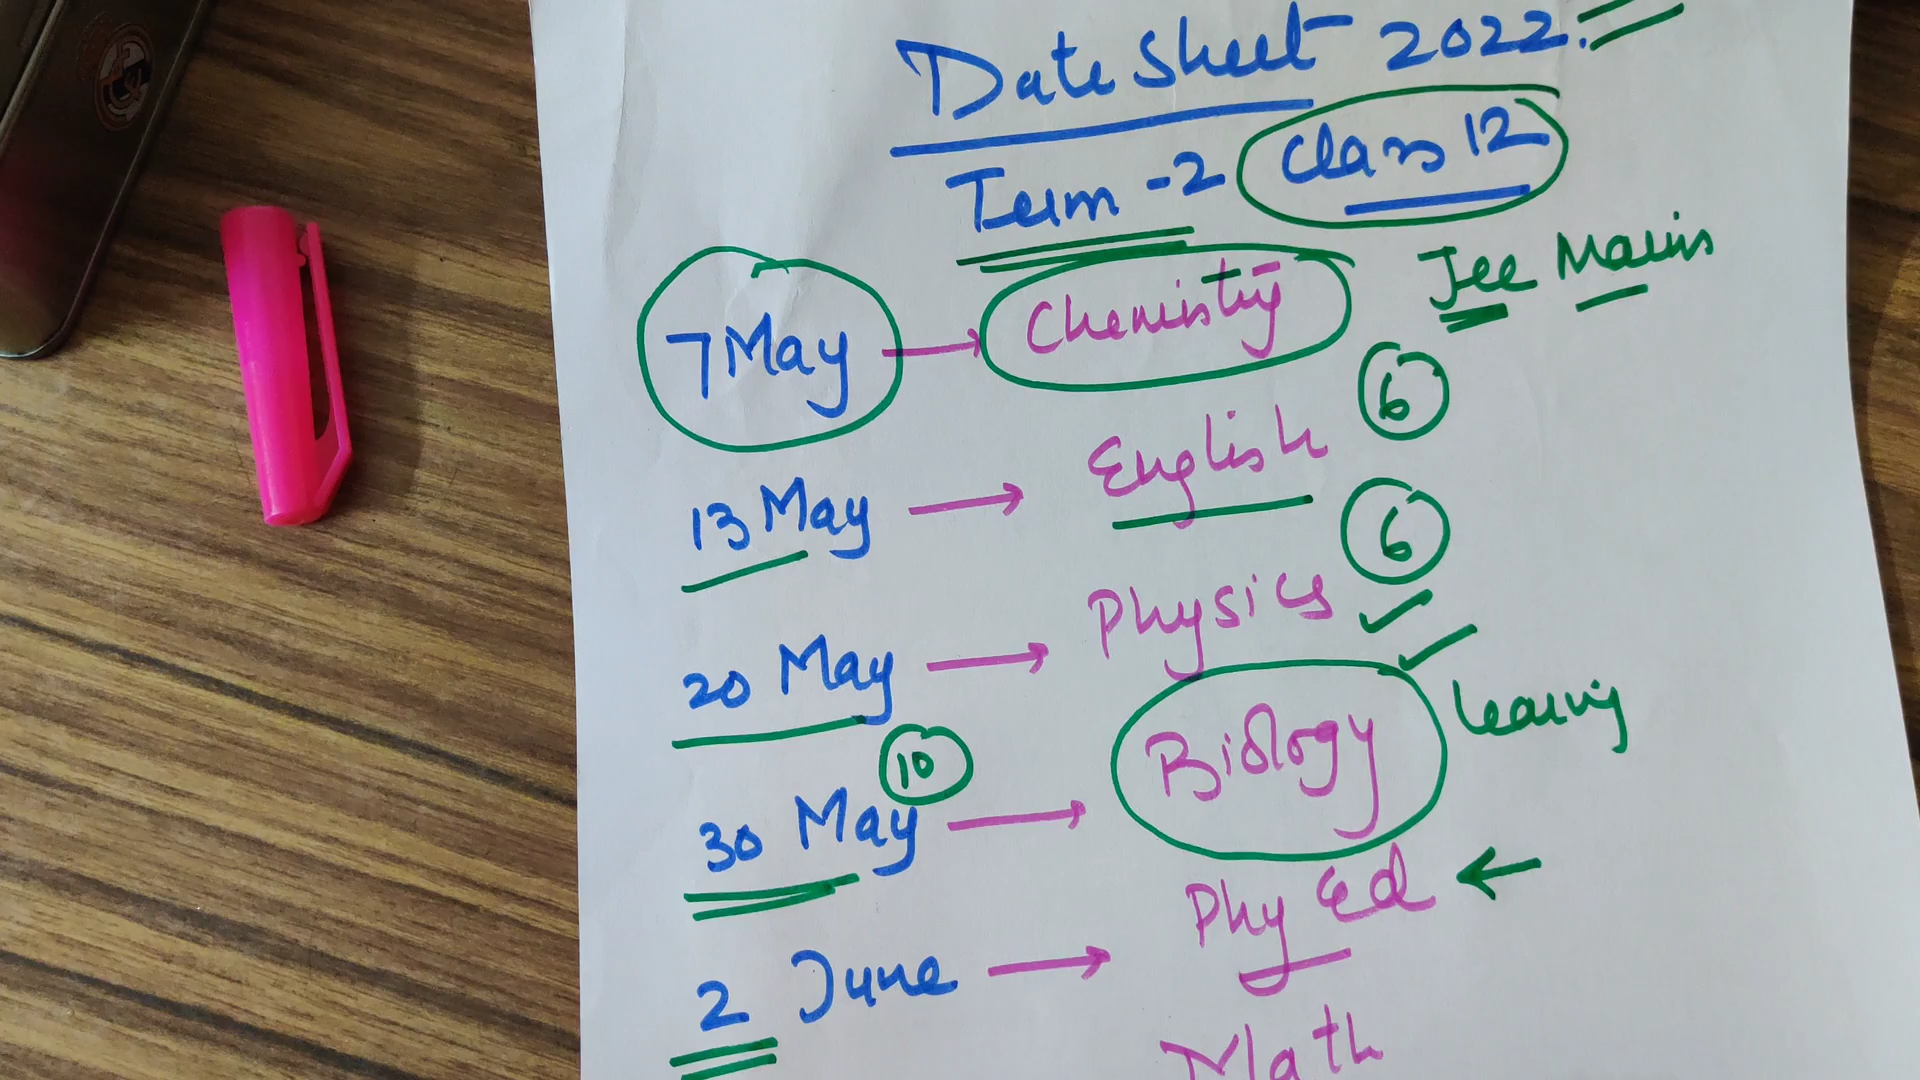 Date Sheet 2022.
Term - 2 Class 12
Jee Mains
7 May → Chemistry
6
13 May → English
6
20 May → Physics
10
30 May → Biology
learing
Phy Ed ←
2 June →
Math